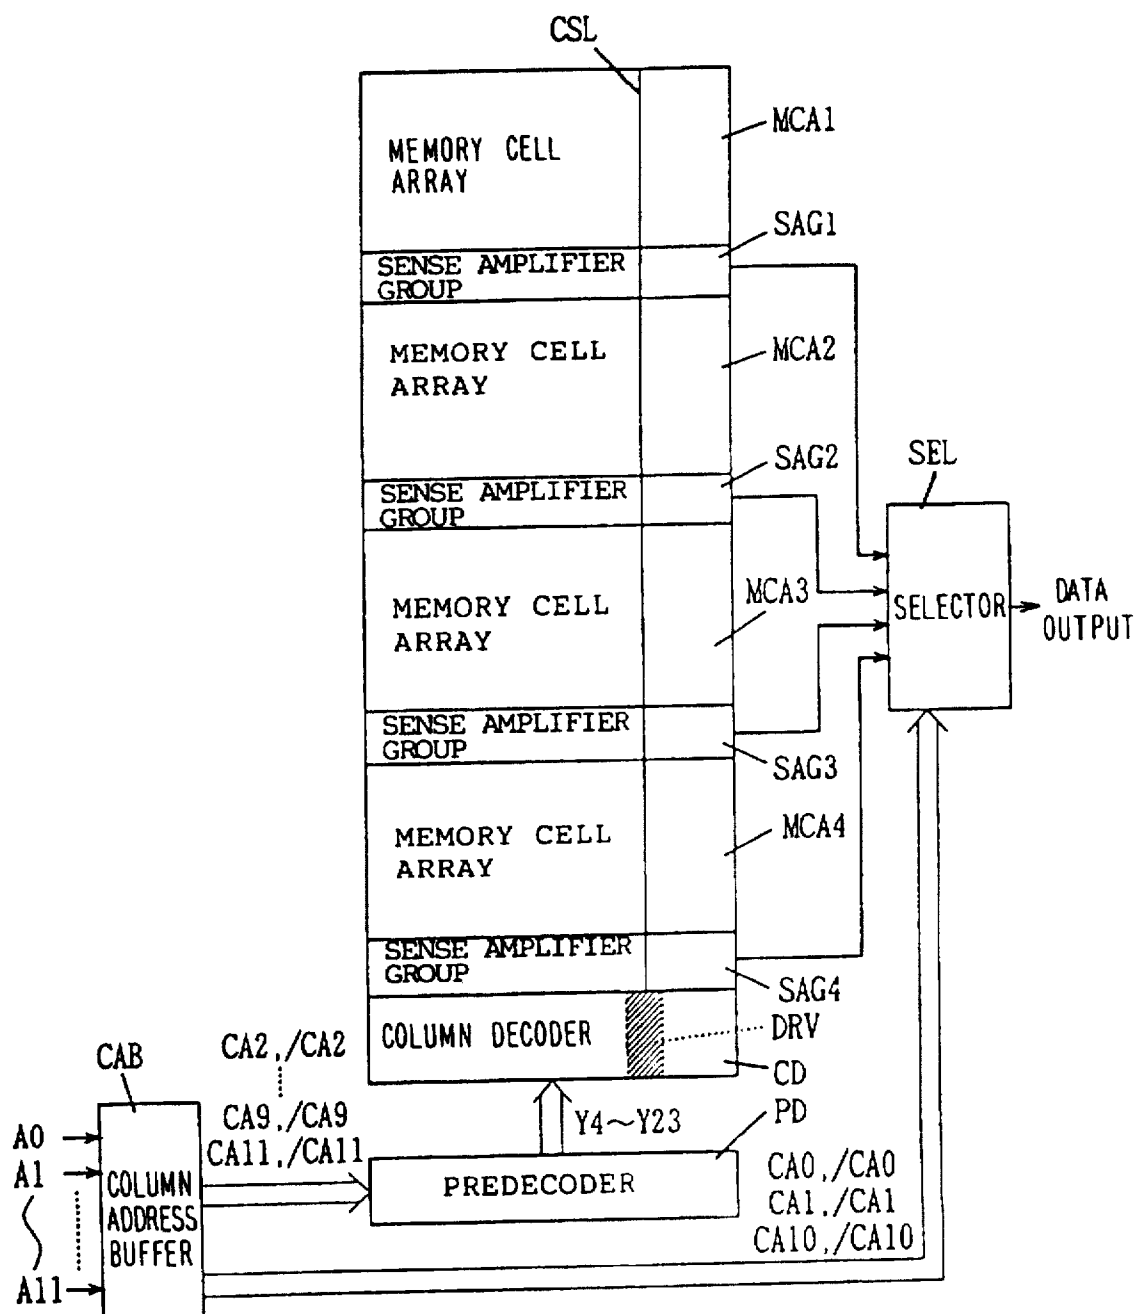 CSL
MCA1
MEMORY CELL
ARRAY
SAG1
SENSE AMPLIFIER
GROUP
MCA2
MEMORY CELL
ARRAY
SAG2
SEL
SENSE AMPLIFIER
GROUP
MCA3
MEMORY CELL
ARRAY
SELECTOR
DATA
OUTPUT
SENSE AMPLIFIER
GROUP
SAG3
MCA4
MEMORY CELL
ARRAY
SENSE AMPLIFIER
GROUP
SAG4
COLUMN DECODER
DRV
CD
CAB
CA2,/CA2
CA9,/CA9
CA11,/CA11
Y4~Y23
PD
A0
A1
A11
COLUMN
ADDRESS
BUFFER
PREDECODER
CA0,/CA0
CA1,/CA1
CA10,/CA10